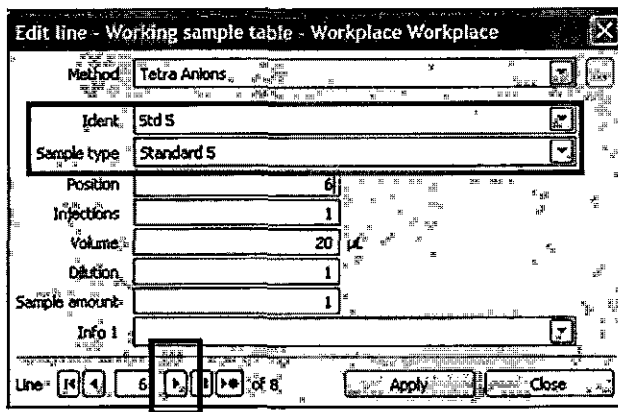 Edit line - Working sample table - Workplace Workplace
Method Tetra Anions
Ident Std 5
Sample type Standard 5
Position 6
Injections 1
Volume 20 µL
Dilution 1
Sample amount 1
Info 1
Line 6 of 8 Apply Close